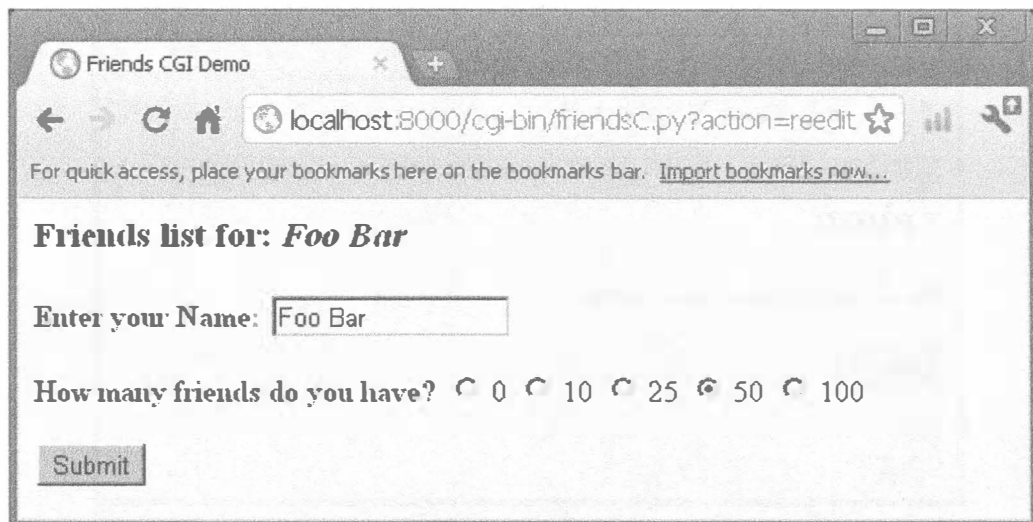 Friends CGI Demo
localhost:8000/cgi-bin/friendsC.py?action=reedit
For quick access, place your bookmarks here on the bookmarks bar. Import bookmarks now...
Friends list for: Foo Bar
Enter your Name: Foo Bar
How many friends do you have? 0 10 25 50 100
Submit